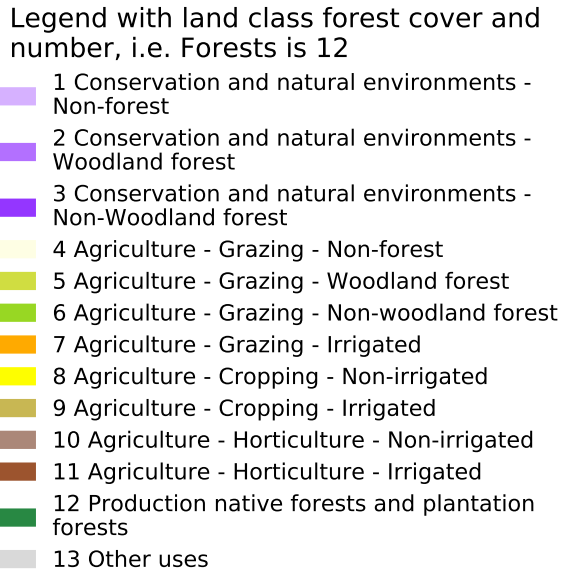 Legend with land class forest cover and
number, i.e. Forests is 12
1 Conservation and natural environments -
Non-forest
2 Conservation and natural environments -
Woodland forest
3 Conservation and natural environments -
Non-Woodland forest
4 Agriculture - Grazing - Non-forest
5 Agriculture - Grazing - Woodland forest
6 Agriculture - Grazing - Non-woodland forest
7 Agriculture - Grazing - Irrigated
8 Agriculture - Cropping - Non-irrigated
9 Agriculture - Cropping - Irrigated
10 Agriculture - Horticulture - Non-irrigated
11 Agriculture - Horticulture - Irrigated
12 Production native forests and plantation
forests
13 Other uses